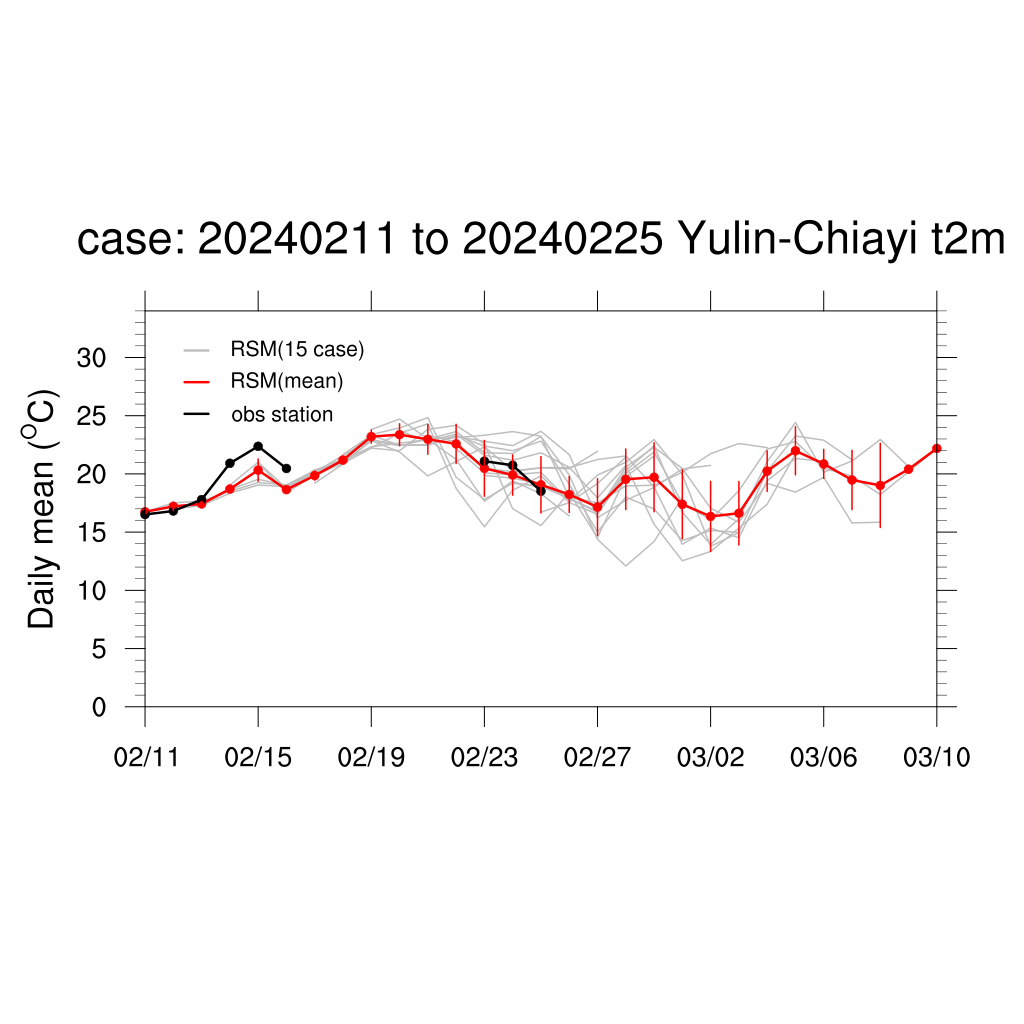 case: 20240211 to 20240225 Yulin-Chiayi t2m
RSM(15 case)
RSM(mean)
obs station
Daily mean (°C)
30
25
20
15
10
5
0
02/11 02/15 02/19 02/23 02/27 03/02 03/06 03/10